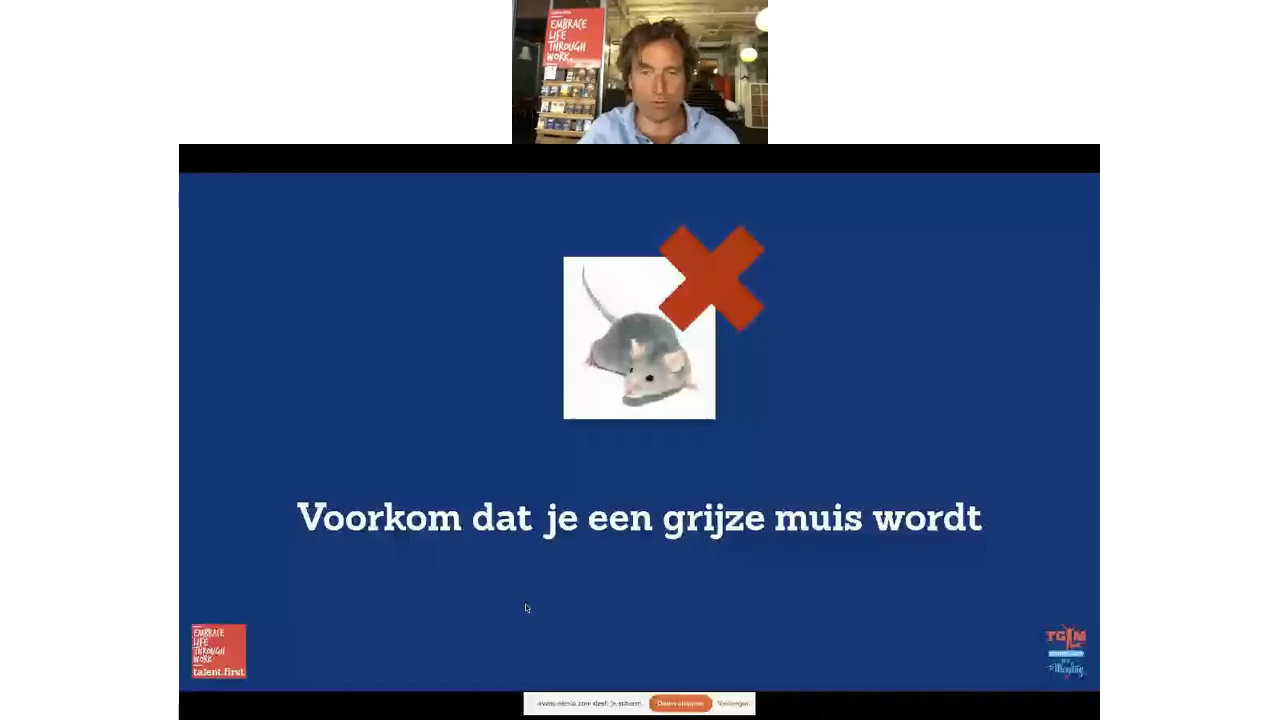 EMBRACE
LIFE
THROUGH
WORK.
Voorkom dat je een grijze muis wordt
EMBRACE
LIFE
THROUGH
WORK
talent.first
TGIM